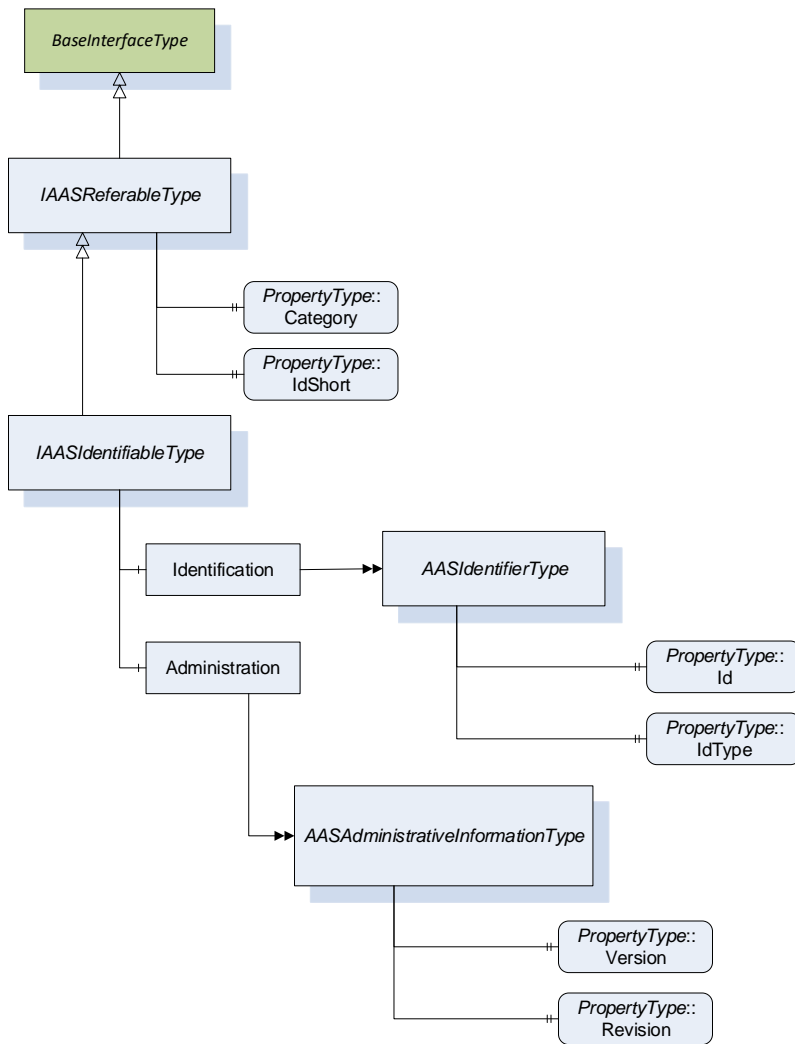 BaseInterfaceType
IAASReferableType
PropertyType::
Category
PropertyType::
IdShort
IAASIdentifiableType
Identification
AASIdentifierType
Administration
PropertyType::
Id
PropertyType::
IdType
AASAdministrativeInformationType
PropertyType::
Version
PropertyType::
Revision